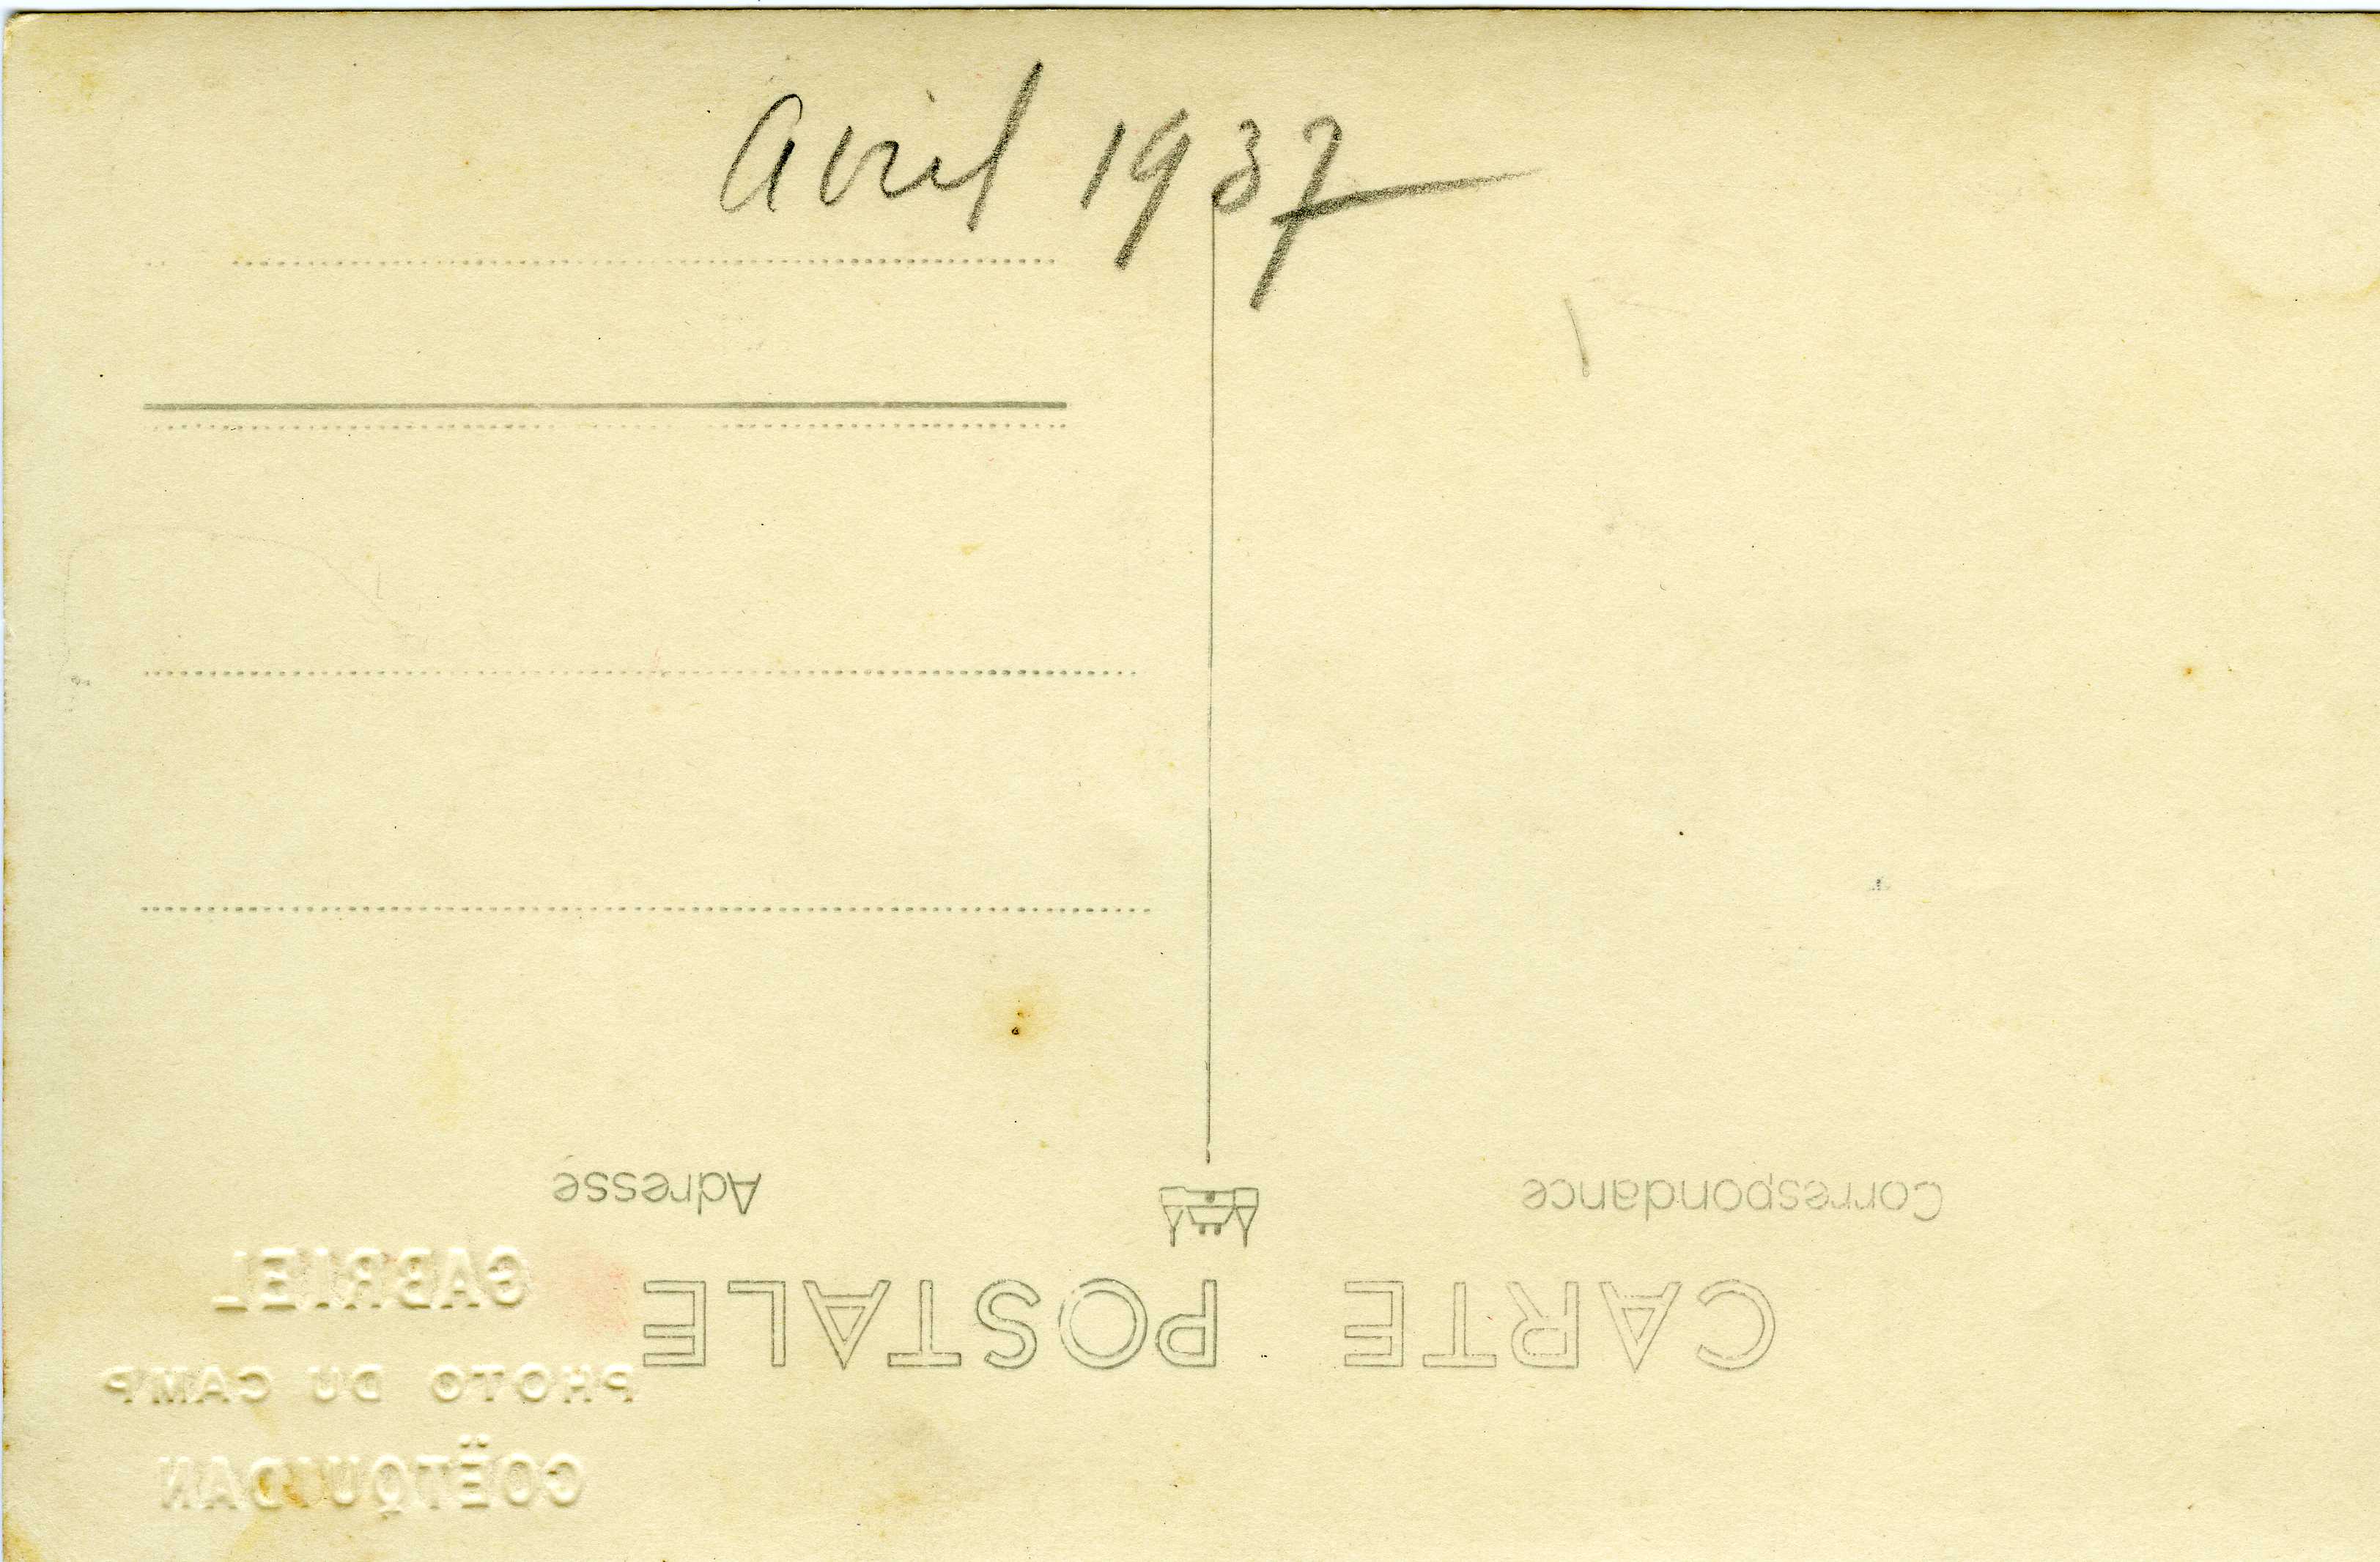 Avril 1937
Adresse
Correspondance
CARTE POSTALE
GABRIEL
PHOTO DU CAMP
COËTQUIDAN